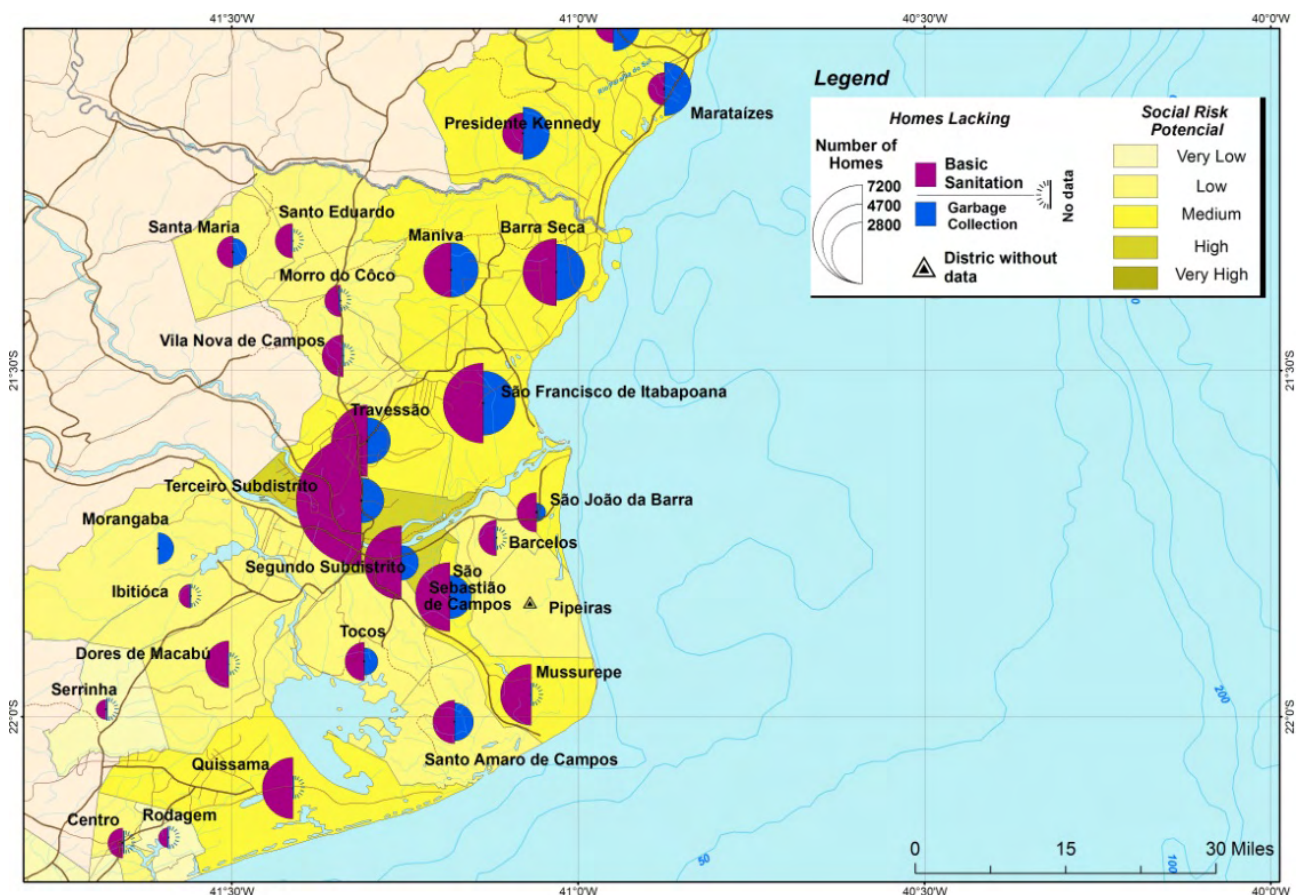 41°30'W
41°0'W
40°30'W
40°0'W
Marataízes
Presidente Kennedy
Legend
Homes Lacking
Number of
Homes
7200
4700
2800
Basic
Sanitation
Garbage
Collection
No data
Distric without
data
Social Risk
Potencial
Very Low
Low
Medium
High
Very High
Santo Eduardo
Santa Maria
Maniva
Barra Seca
Morro do Côco
Vila Nova de Campos
21°30'S
21°30'S
São Francisco de Itabapoana
Travessão
Terceiro Subdistrito
São João da Barra
Morangaba
Barcelos
Segundo Subdistrito
São
Sebastião
de Campos
Ibitióca
Pipeiras
Tocos
Dores de Macabú
Mussurepe
Serrinha
200
22°0'S
22°0'S
Santo Amaro de Campos
Quissama
Centro
Rodagem
0
15
30 Miles
50
100
41°30'W
41°0'W
40°30'W
40°0'W